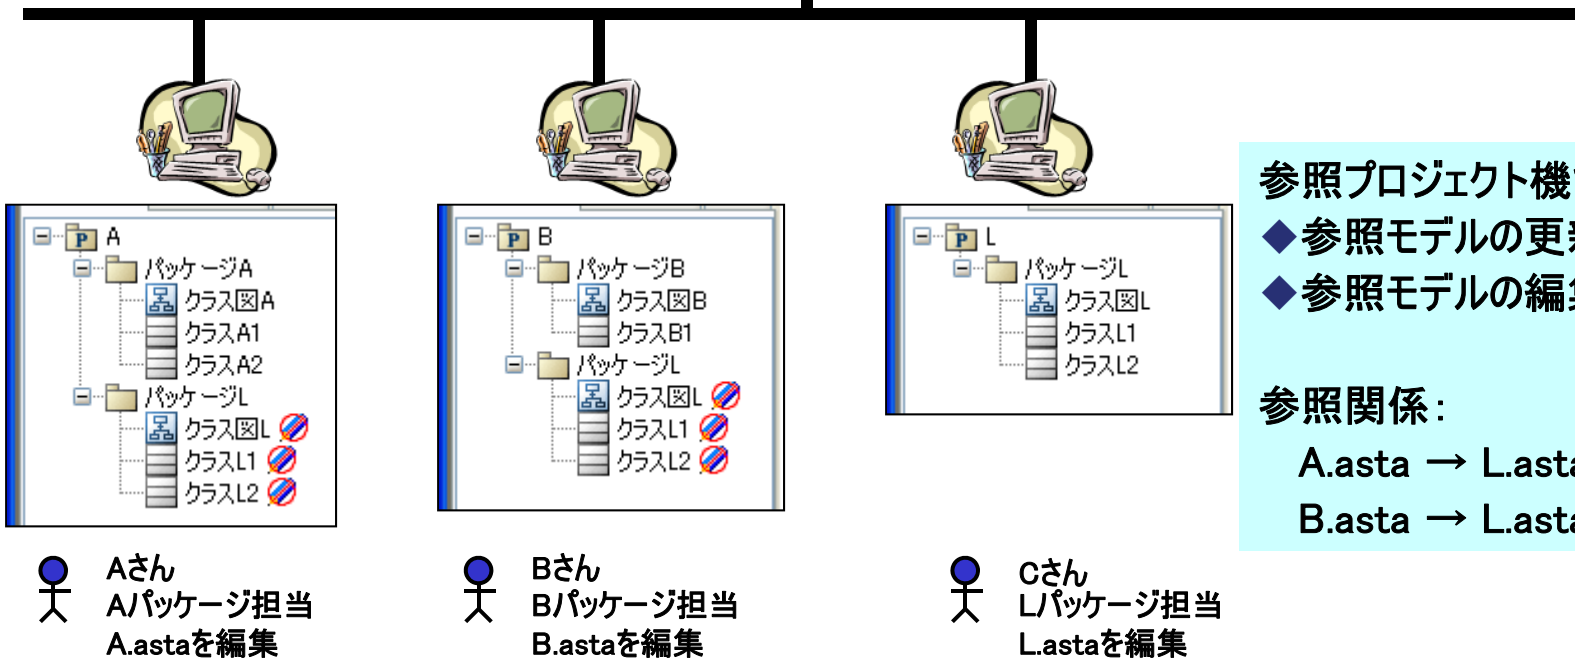 A
パッケージA
クラス図A
クラスA1
クラスA2
パッケージL
クラス図L
クラスL1
クラスL2
Aさん
Aパッケージ担当
A.astaを編集
B
パッケージB
クラス図B
クラスB1
パッケージL
クラス図L
クラスL1
クラスL2
Bさん
Bパッケージ担当
B.astaを編集
L
パッケージL
クラス図L
クラスL1
クラスL2
Cさん
Lパッケージ担当
L.astaを編集
参照プロジェクト機
◆参照モデルの更
◆参照モデルの編
参照関係：
A.asta → L.asta
B.asta → L.asta